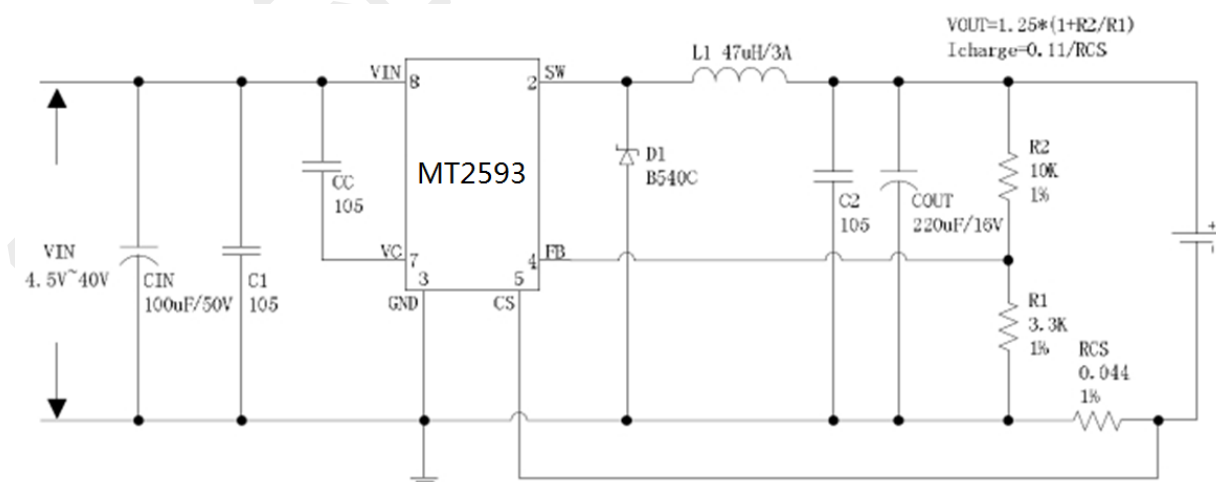 VOUT=1.25*(1+R2/R1)
Icharge=0.11/RCS
L1 47uH/3A
VIN
8
2
SW
MT2593
D1
B540C
R2
10K
1%
CC
105
C2
105
COUT
220uF/16V
+
-
VIN
4.5V~40V
CIN
100uF/50V
C1
105
VC
7
4
FB
3
5
GND
CS
R1
3.3K
1%
RCS
0.044
1%